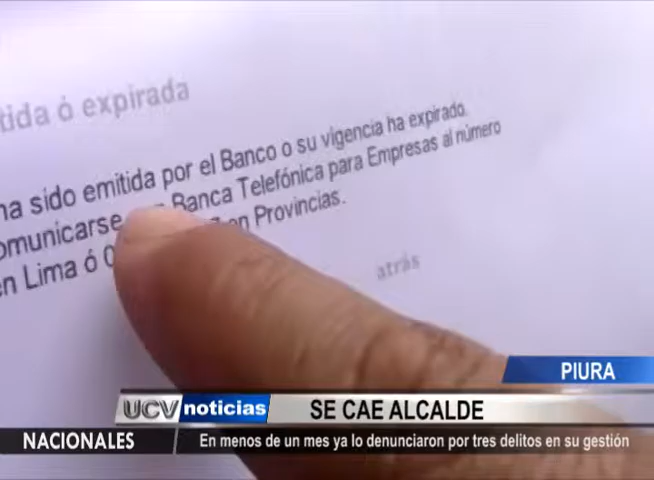 tida ó expirada
ha sido emitida por el Banco o su vigencia ha expirado.
omunicarse Banca Telefónica para Empresas al número
en Lima ó 0 en Provincias.
atrás
PIURA
UCV noticias SE CAE ALCALDE
NACIONALES En menos de un mes ya lo denunciaron por tres delitos en su gestión